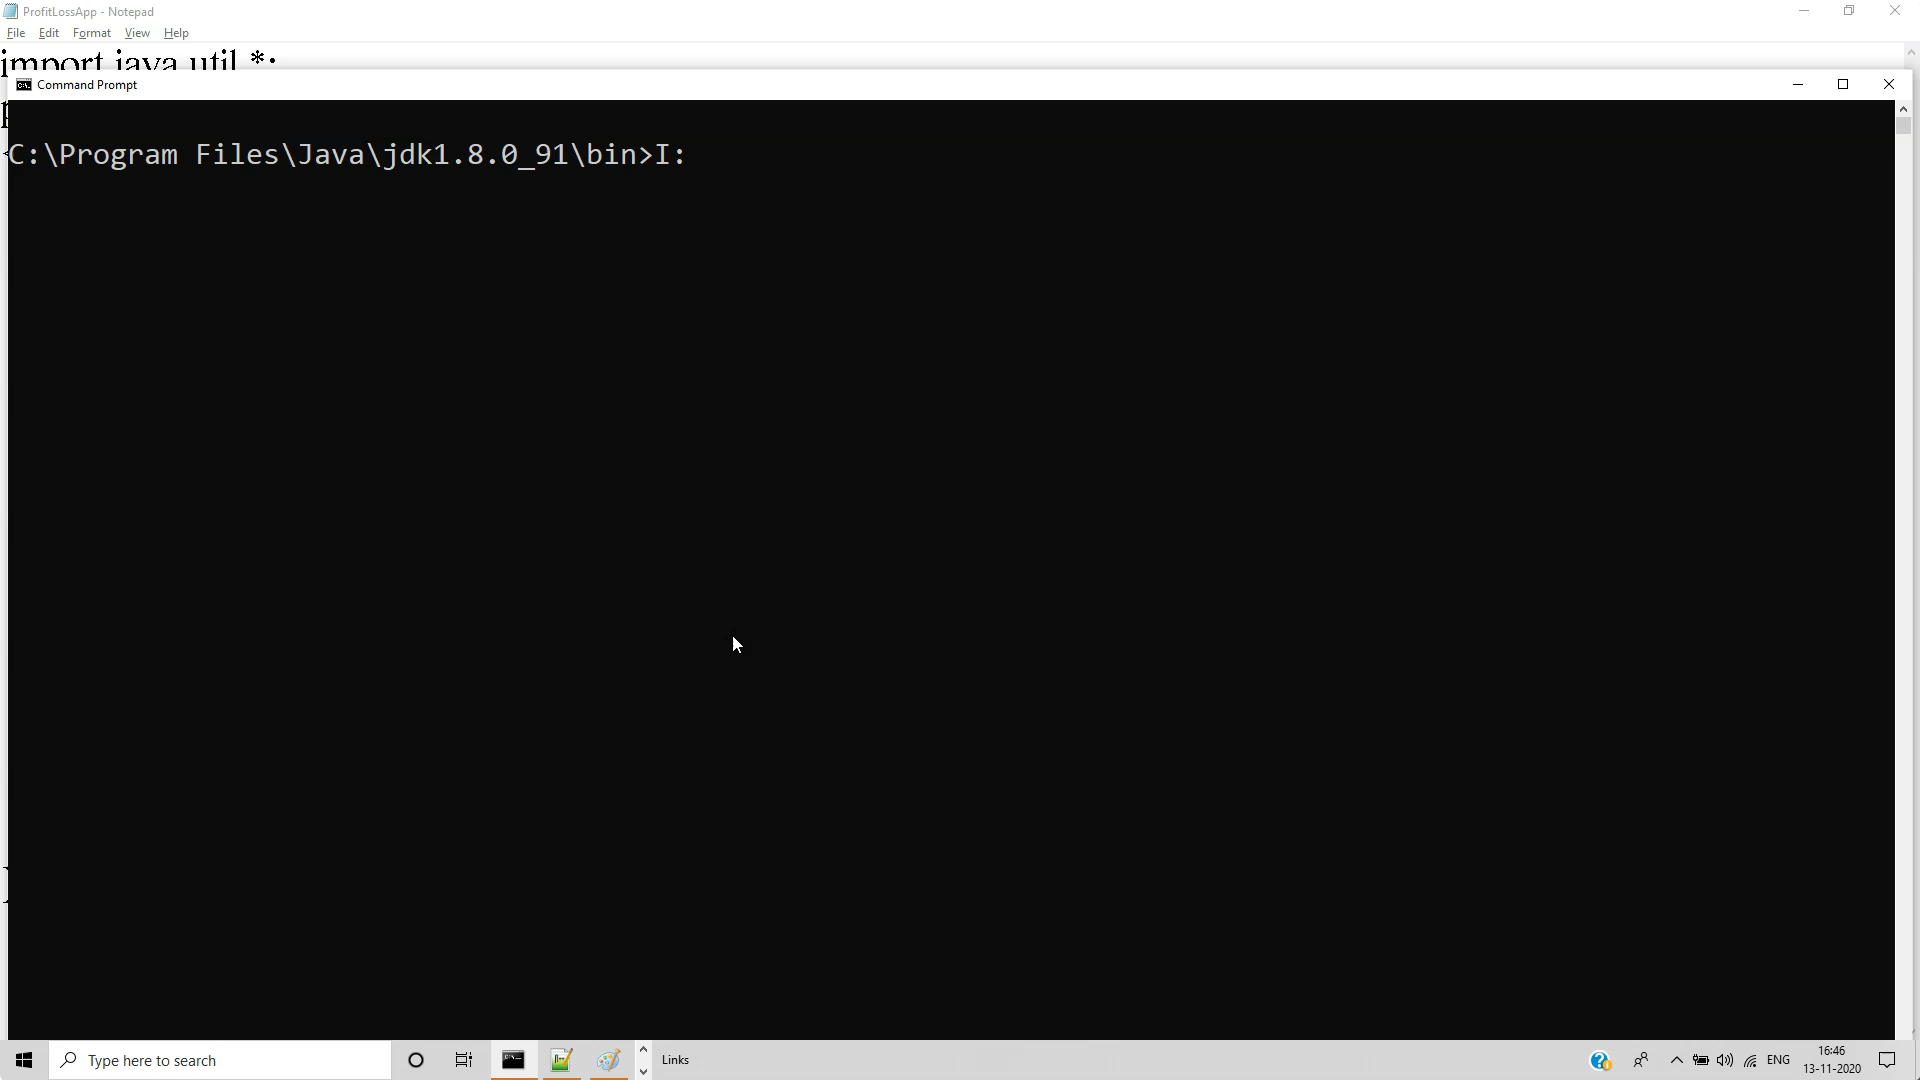 ProfitLossApp - Notepad
File Edit Format View Help
import java.util.*;
Command Prompt
C:\Program Files\Java\jdk1.8.0_91\bin>I:
Type here to search
Links
ENG
16:46
13-11-2020